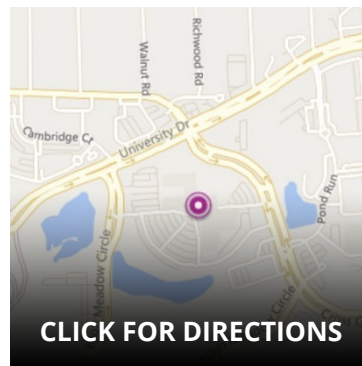 Richwood Rd
Walnut Rd
University Dr
Cambridge Cr
Pond Run
Meadow Circle
Circle
CLICK FOR DIRECTIONS